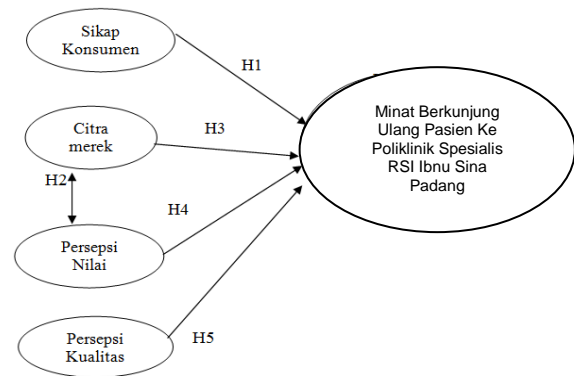 Sikap
Konsumen
H1
Citra
merek
H3
H2
H4
Persepsi
Nilai
Persepsi
Kualitas
H5
Minat Berkunjung
Ulang Pasien Ke
Poliklinik Spesialis
RSI Ibnu Sina
Padang